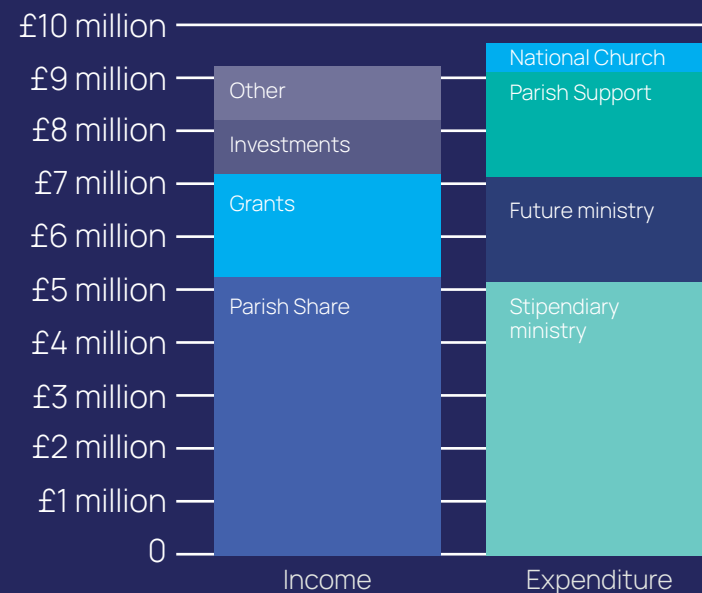 £10 million
£9 million
£8 million
£7 million
£6 million
£5 million
£4 million
£3 million
£2 million
£1 million
0
Other
Investments
Grants
Parish Share
Income
National Church
Parish Support
Future ministry
Stipendiary
ministry
Expenditure